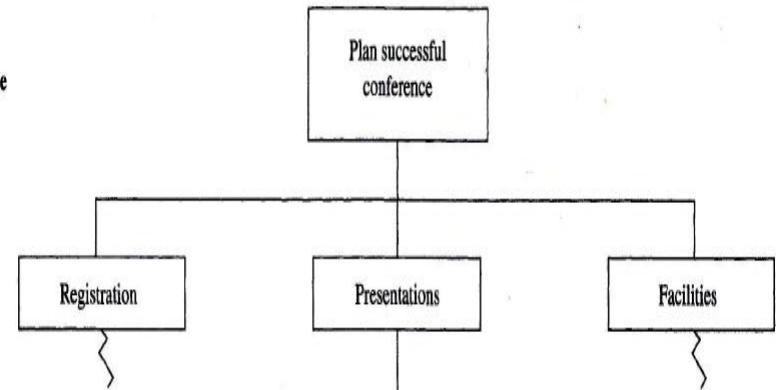 e
Plan successful
conference
Registration
Presentations
Facilities